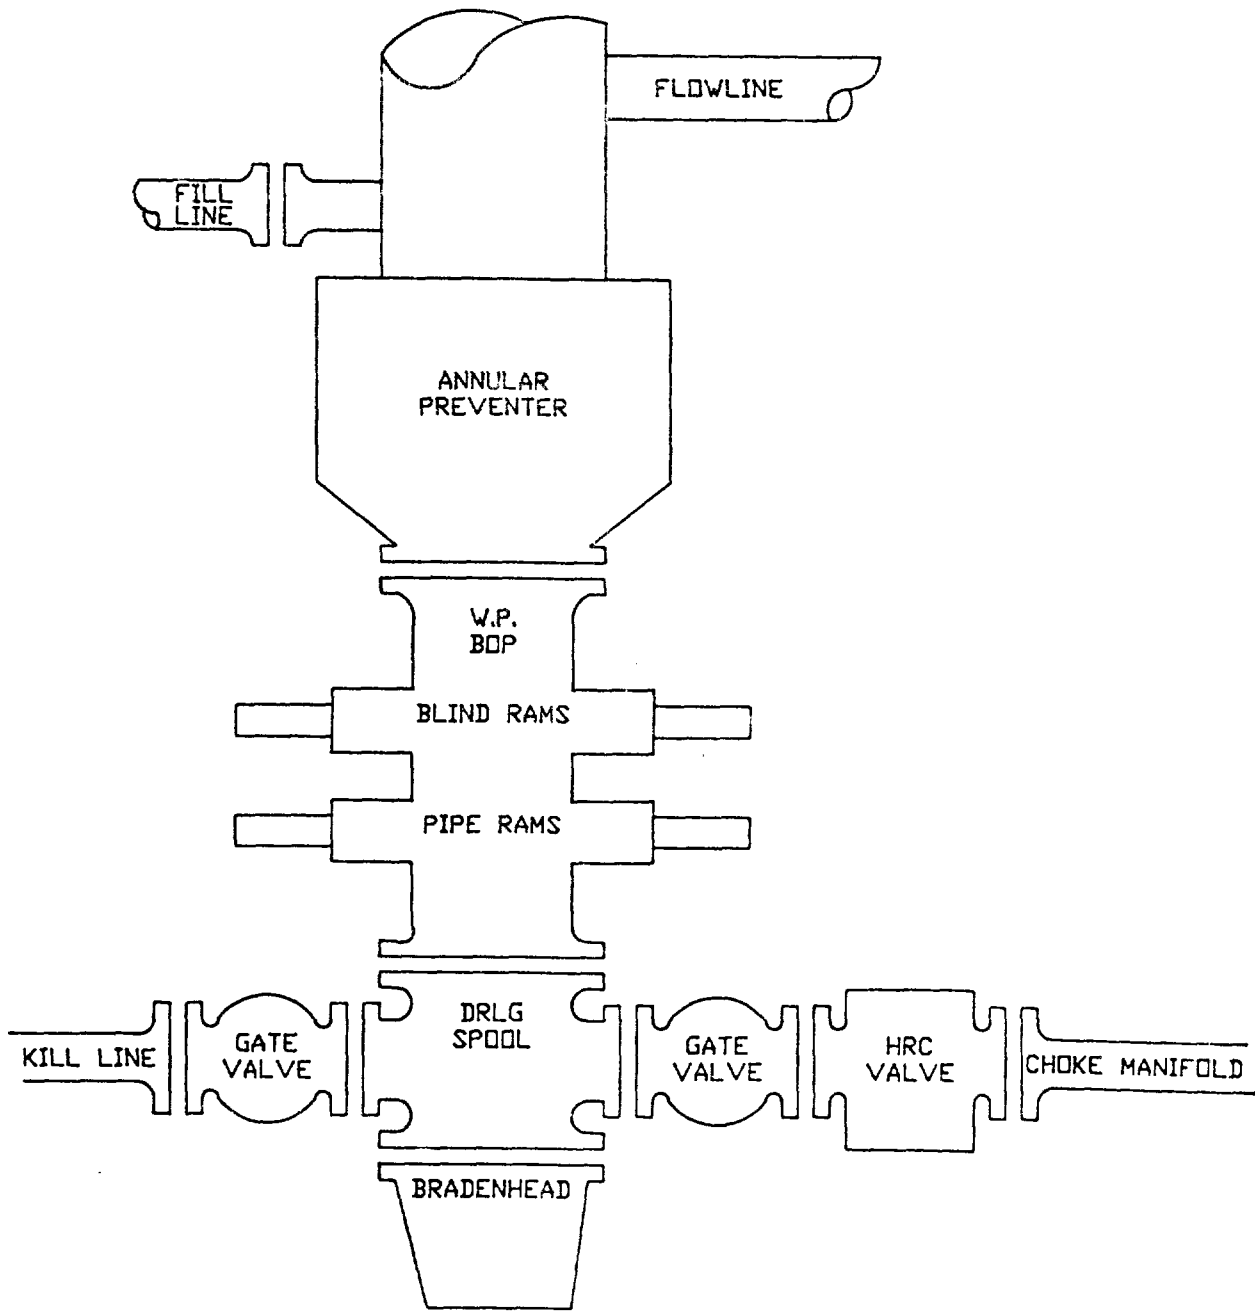 FLOWLINE
FILL
LINE
ANNULAR
PREVENTER
W.P.
BOP
BLIND RAMS
PIPE RAMS
DRLG
SPOOL
KILL LINE
GATE
VALVE
GATE
VALVE
HRC
VALVE
CHOKE MANIFOLD
BRADENHEAD